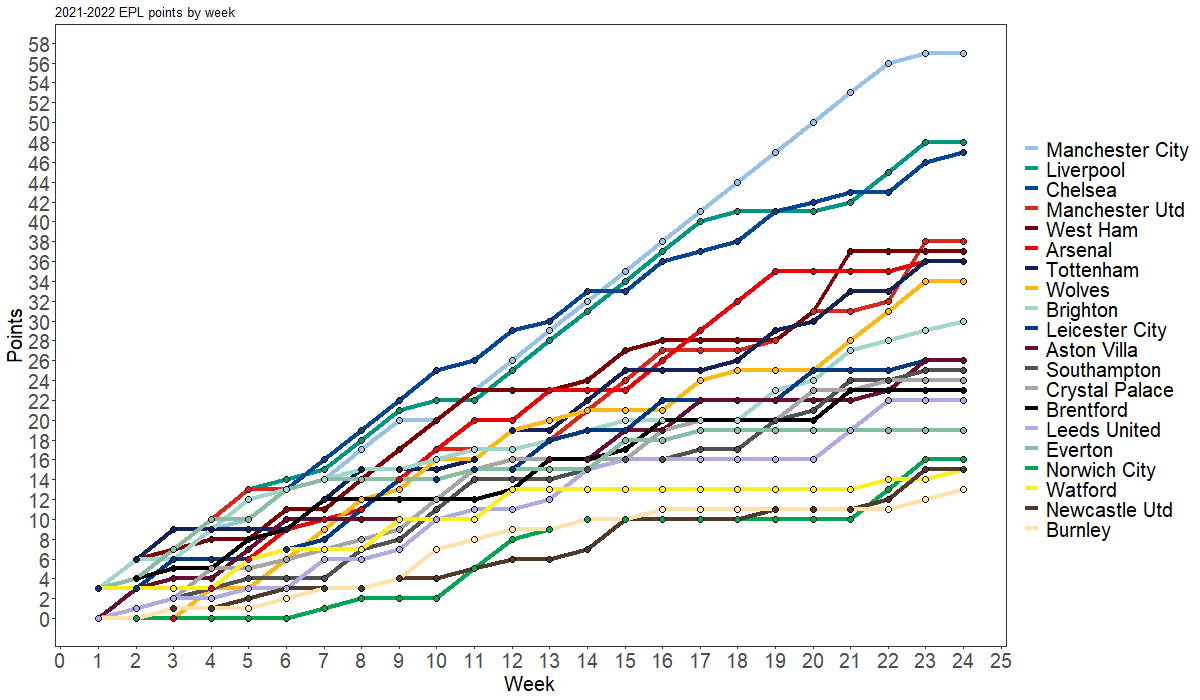 2021-2022 EPL points by week
Points
58
56
54
52
50
48
46
44
42
40
38
36
34
32
30
28
26
24
22
20
18
16
14
12
10
8
6
4
2
0
0 1 2 3 4 5 6 7 8 9 10 11 12 13 14 15 16 17 18 19 20 21 22 23 24 25
Week
Manchester City
Liverpool
Chelsea
Manchester Utd
West Ham
Arsenal
Tottenham
Wolves
Brighton
Leicester City
Aston Villa
Southampton
Crystal Palace
Brentford
Leeds United
Everton
Norwich City
Watford
Newcastle Utd
Burnley